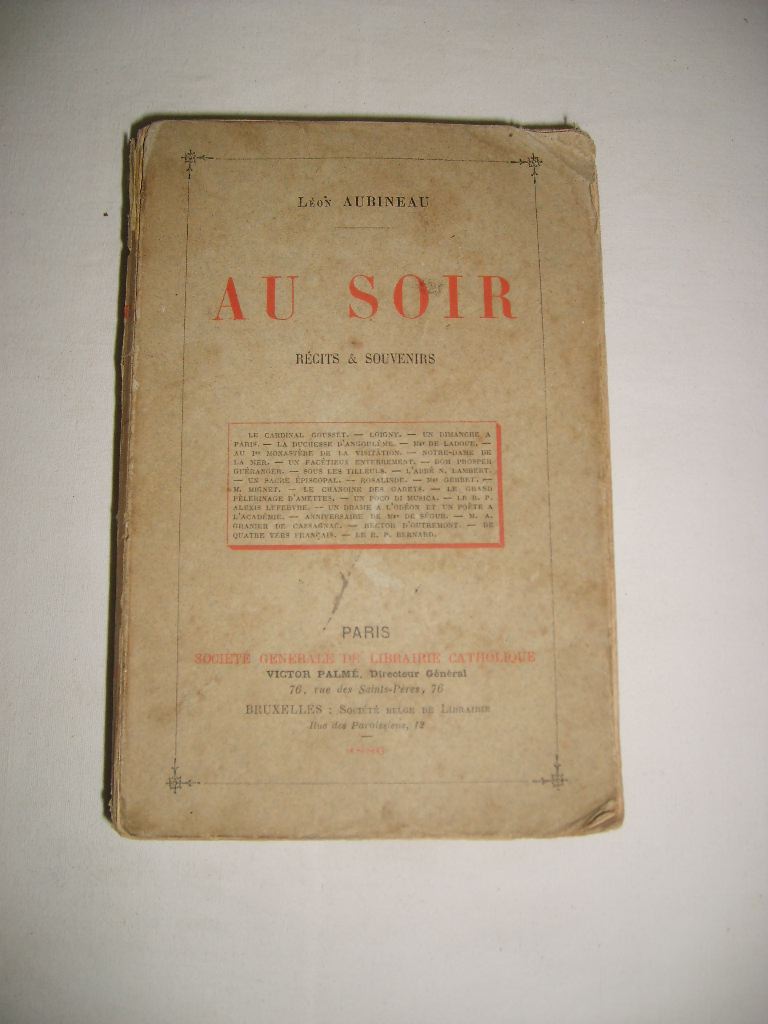 LÉON AUBINEAU
AU SOIR
RÉCITS & SOUVENIRS
LE CARDINAL GOUSSET. — LOIGNY. — UN DIMANCHE A
PARIS. — LA DUCHESSE D'ANGOULÊME. — Mgr DE LADOUE. —
AU 1er MONASTÈRE DE LA VISITATION. — NOTRE-DAME DE
LA MER. — UN FACÉTIEUX ENTERREMENT. — DOM PROSPER
GUÉRANGER. — SOUS LES TILLEULS. — L'ABBÉ N. LAMBERT.
— UN SACRE ÉPISCOPAL. — ROSALINDE. — Mgr GERBET. —
M. MIGNET. — LE CHANOINE DES CADETS. — LE GRAND
PÈLERINAGE D'AMETTES. — UN POCO DI MUSICA. — LE R. P.
ALEXIS LEFEBVRE. — UN DRAME A L'ODÉON ET UN POÈTE A
L'ACADÉMIE. — ANNIVERSAIRE DE Mgr DE SÉGUR. — M. A.
GRANIER DE CASSAGNAC. — HECTOR D'OUTREMONT. — DE
QUATRE VERS FRANÇAIS. — LE R. P. BERNARD.
PARIS
SOCIÉTÉ GÉNÉRALE DE LIBRAIRIE CATHOLIQUE
VICTOR PALMÉ, Directeur Général
76, rue des Saints-Pères, 76
BRUXELLES : SOCIÉTÉ BELGE DE LIBRAIRIE
Rue des Paroissiens, 12
1886